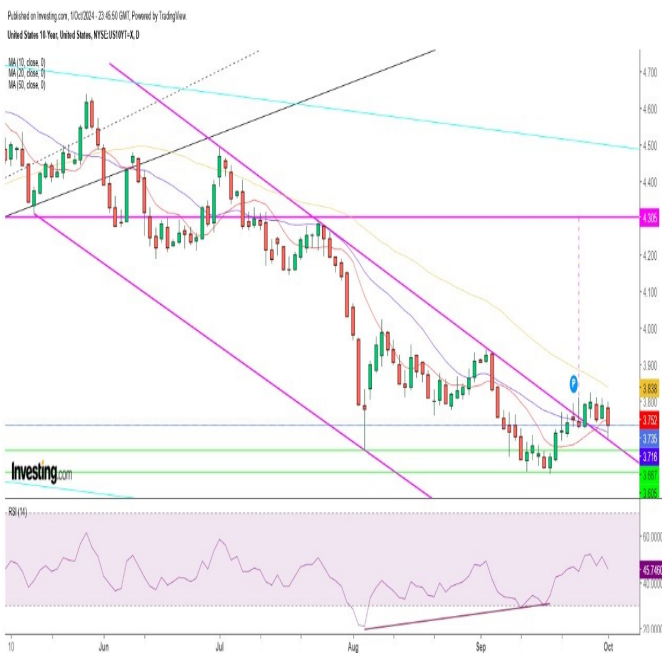 Published on Investing.com, 1/Oct/2024 - 23:45:50 GMT, Powered by TradingView.
United States 10-Year, United States, NYSE:US10YT=X, D
MA (10, close, 0)
MA (20, close, 0)
MA (50, close, 0)
4.700
4.500
4.400
4.305
4.200
4.100
4.000
3.900
3.838
3.800
3.752
3.735
3.716
3.667
3.605
P
Investing.com
RSI (14)
60.0000
45.7460
20.0000
10
Jun
Jul
Aug
Sep
Oct